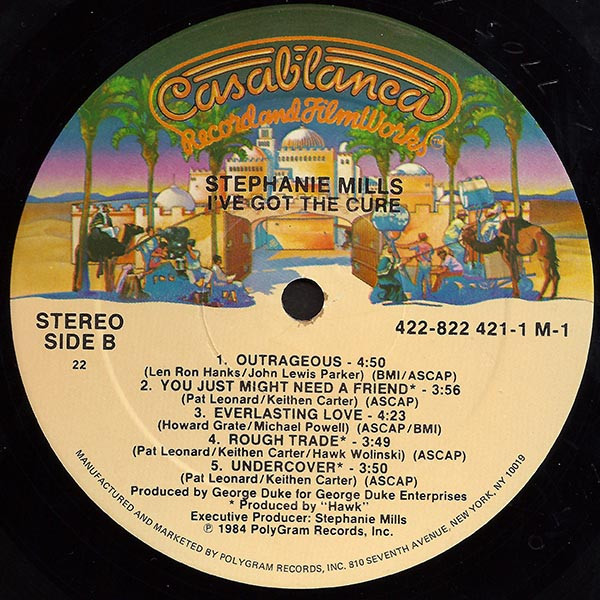 Casablanca
Record and FilmWorks
STEPHANIE MILLS
I'VE GOT THE CURE
STEREO
SIDE B
22
422-822 421-1 M-1
1. OUTRAGEOUS - 4:50
(Len Ron Hanks/John Lewis Parker) (BMI/ASCAP)
2. YOU JUST MIGHT NEED A FRIEND* - 3:56
(Pat Leonard/Keithen Carter) (ASCAP)
3. EVERLASTING LOVE - 4:23
(Howard Grate/Michael Powell) (ASCAP/BMI)
4. ROUGH TRADE* - 3:49
(Pat Leonard/Keithen Carter/Hawk Wolinski) (ASCAP)
5. UNDERCOVER* - 3:50
(Pat Leonard/Keithen Carter) (ASCAP)
Produced by George Duke for George Duke Enterprises
* Produced by "Hawk"
Executive Producer: Stephanie Mills
℗ 1984 PolyGram Records, Inc.
MANUFACTURED AND MARKETED BY POLYGRAM RECORDS, INC. 810 SEVENTH AVENUE, NEW YORK, NY 10019